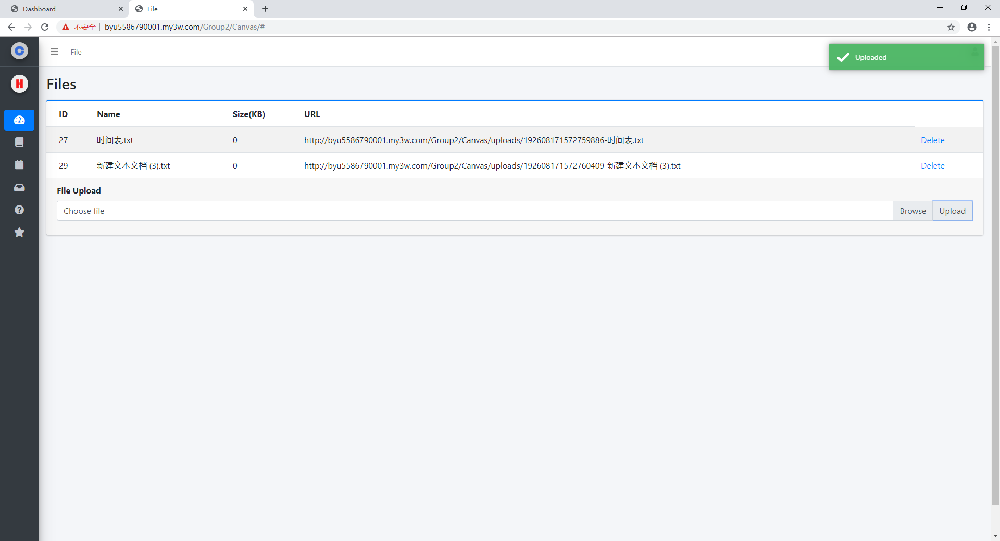 Dashboard
File
不安全
byu5586790001.my3w.com/Group2/Canvas/#
File
Uploaded
Files
ID Name Size(KB) URL
27 时间表.txt 0 http://byu5586790001.my3w.com/Group2/Canvas/uploads/192608171572759886-时间表.txt Delete
29 新建文本文档 (3).txt 0 http://byu5586790001.my3w.com/Group2/Canvas/uploads/192608171572760409-新建文本文档 (3).txt Delete
File Upload
Choose file Browse Upload